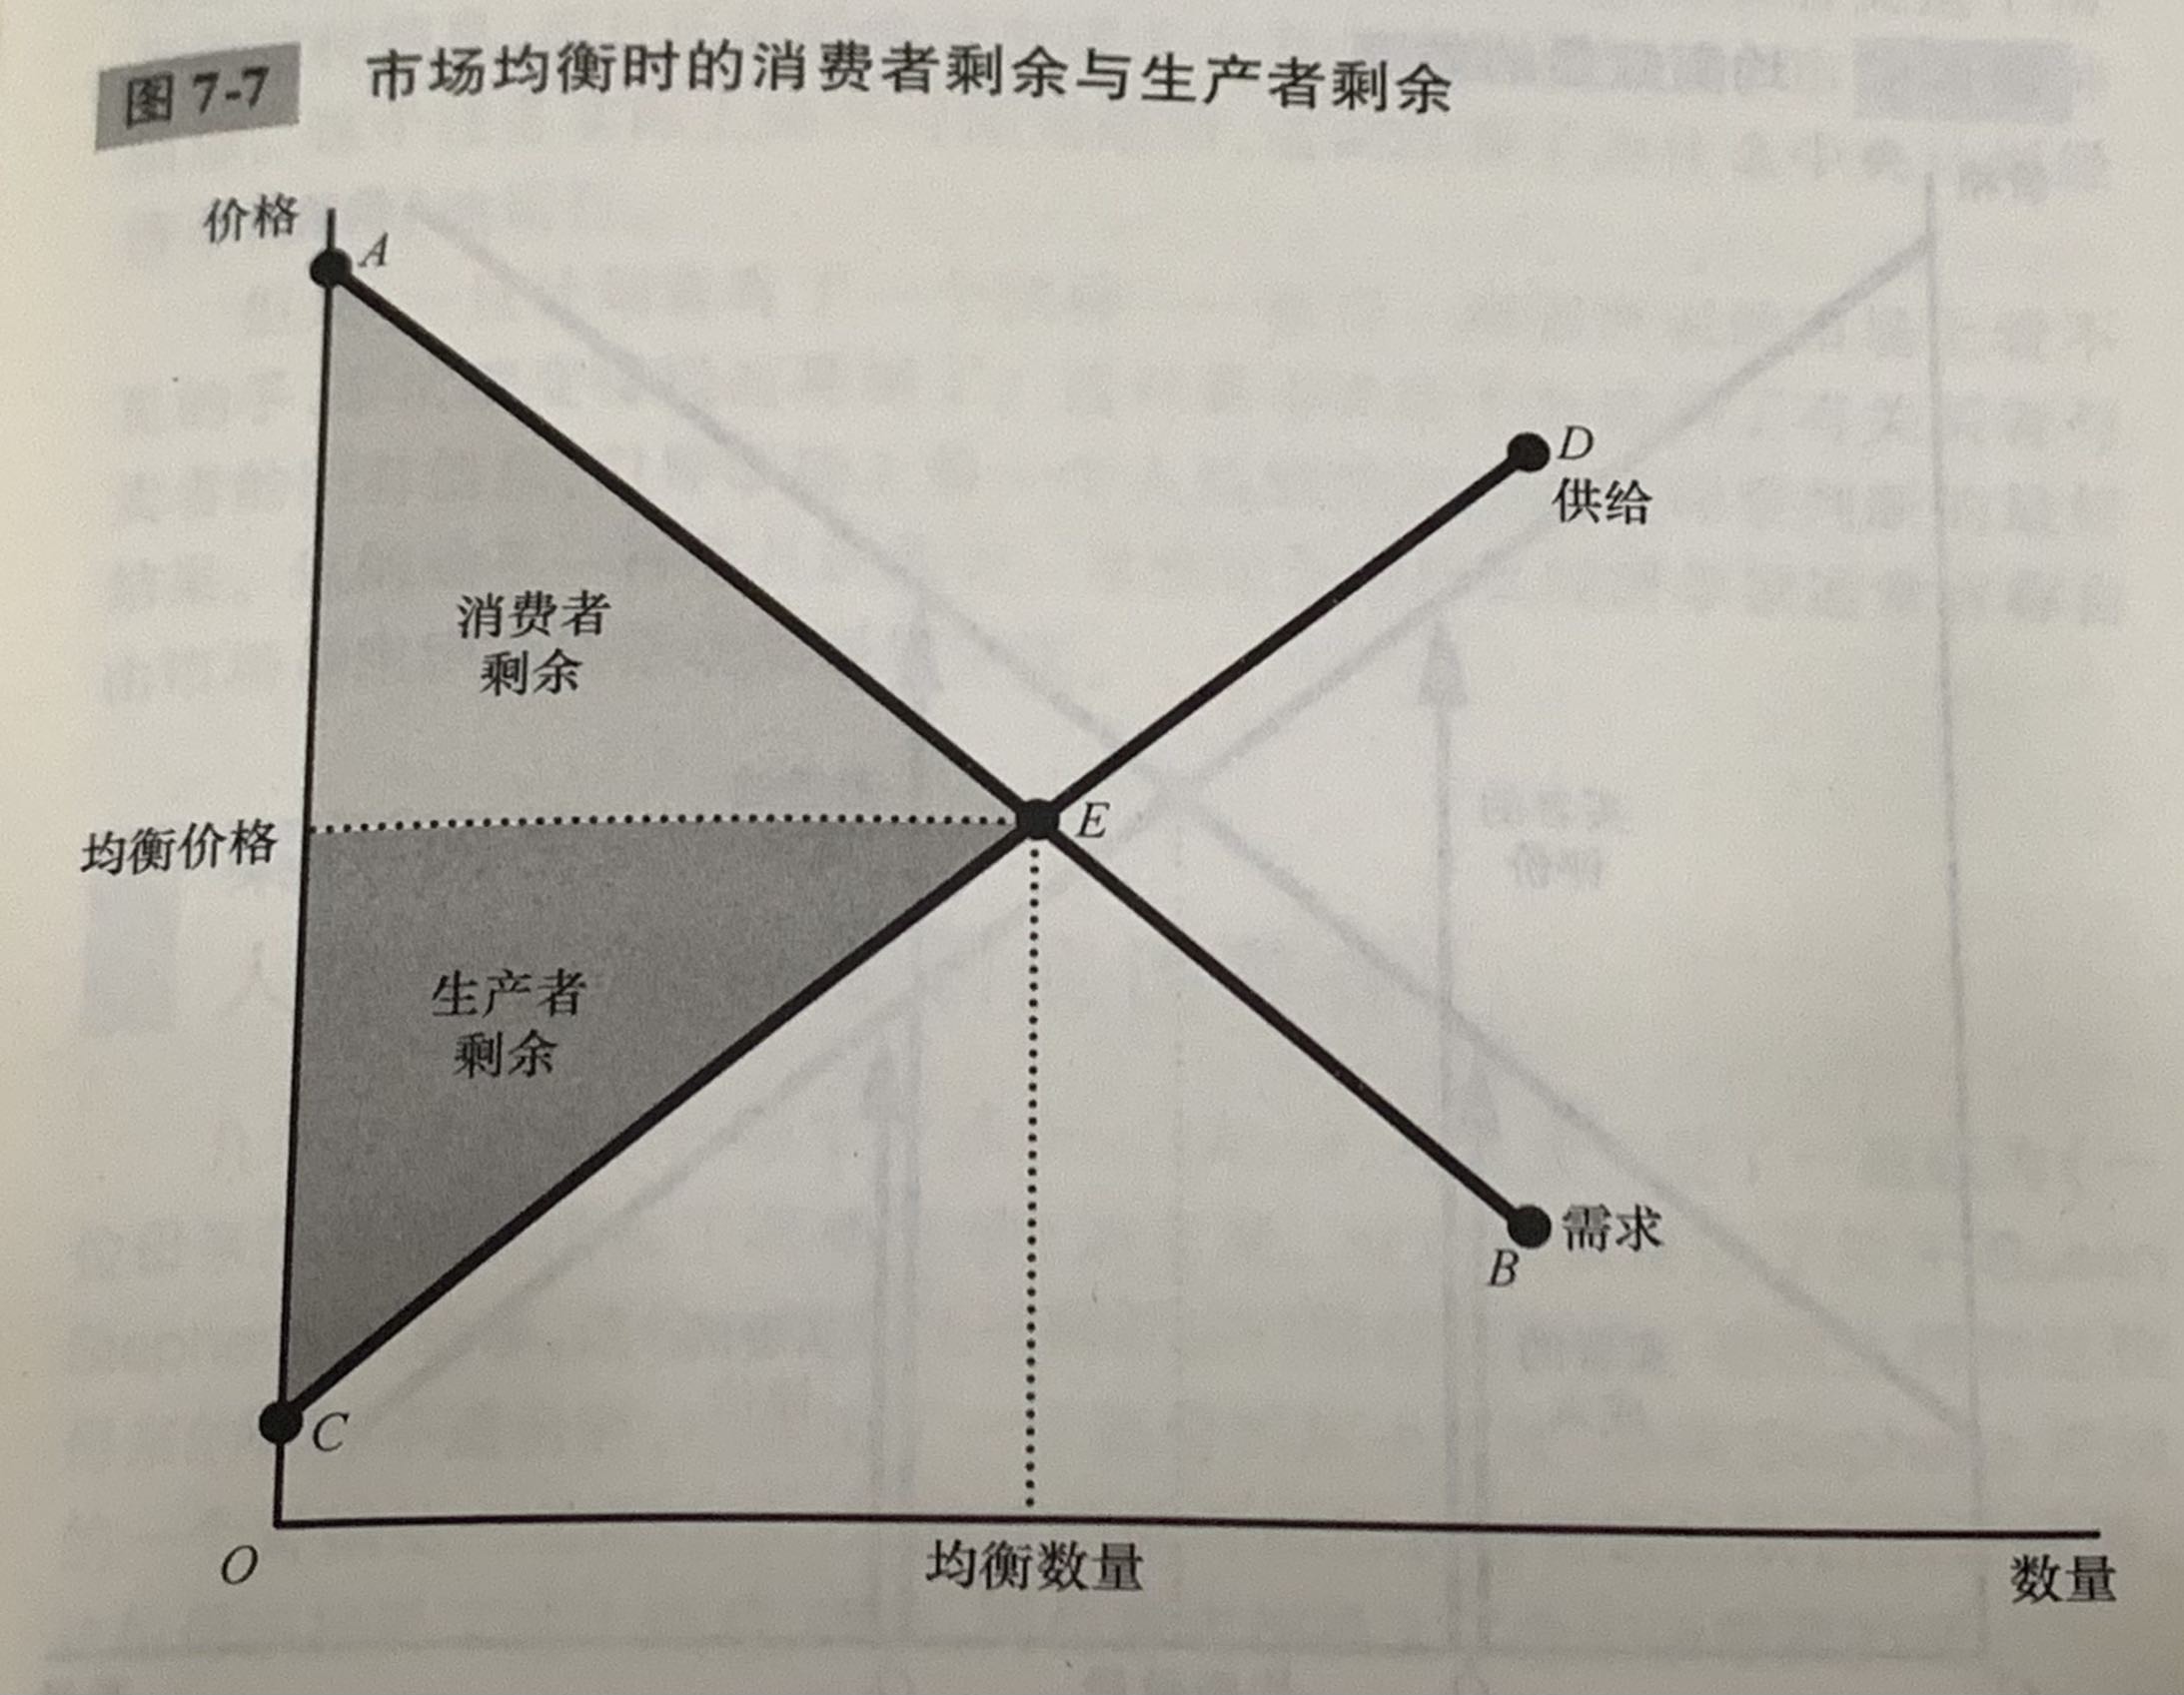 图 7-7 市场均衡时的消费者剩余与生产者剩余
价格
A
D
供给
消费者
剩余
均衡价格
E
生产者
剩余
需求
B
C
O
均衡数量
数量